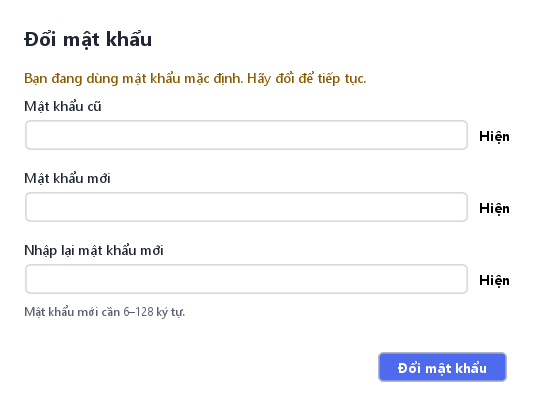 Đổi mật khẩu
Bạn đang dùng mật khẩu mặc định. Hãy đổi để tiếp tục.
Mật khẩu cũ
Hiện
Mật khẩu mới
Hiện
Nhập lại mật khẩu mới
Hiện
Mật khẩu mới cần 6–128 ký tự.
Đổi mật khẩu